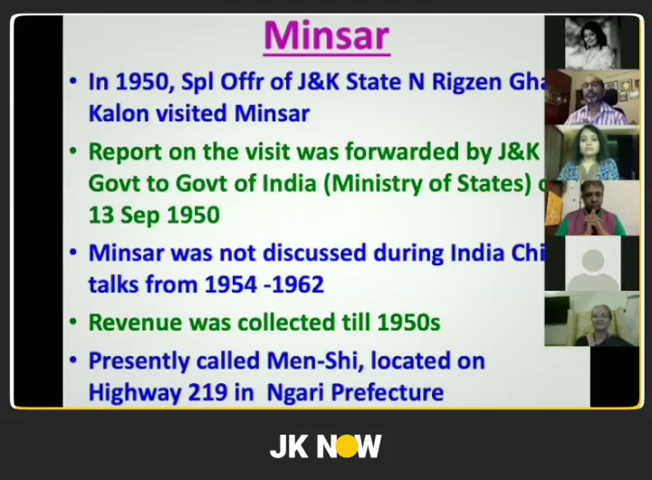 Minsar
• In 1950, Spl Offr of J&K State N Rigzen Gha
Kalon visited Minsar
• Report on the visit was forwarded by J&K
Govt to Govt of India (Ministry of States)
13 Sep 1950
• Minsar was not discussed during India Chi
talks from 1954 -1962
• Revenue was collected till 1950s
• Presently called Men-Shi, located on
Highway 219 in Ngari Prefecture
JK NOW